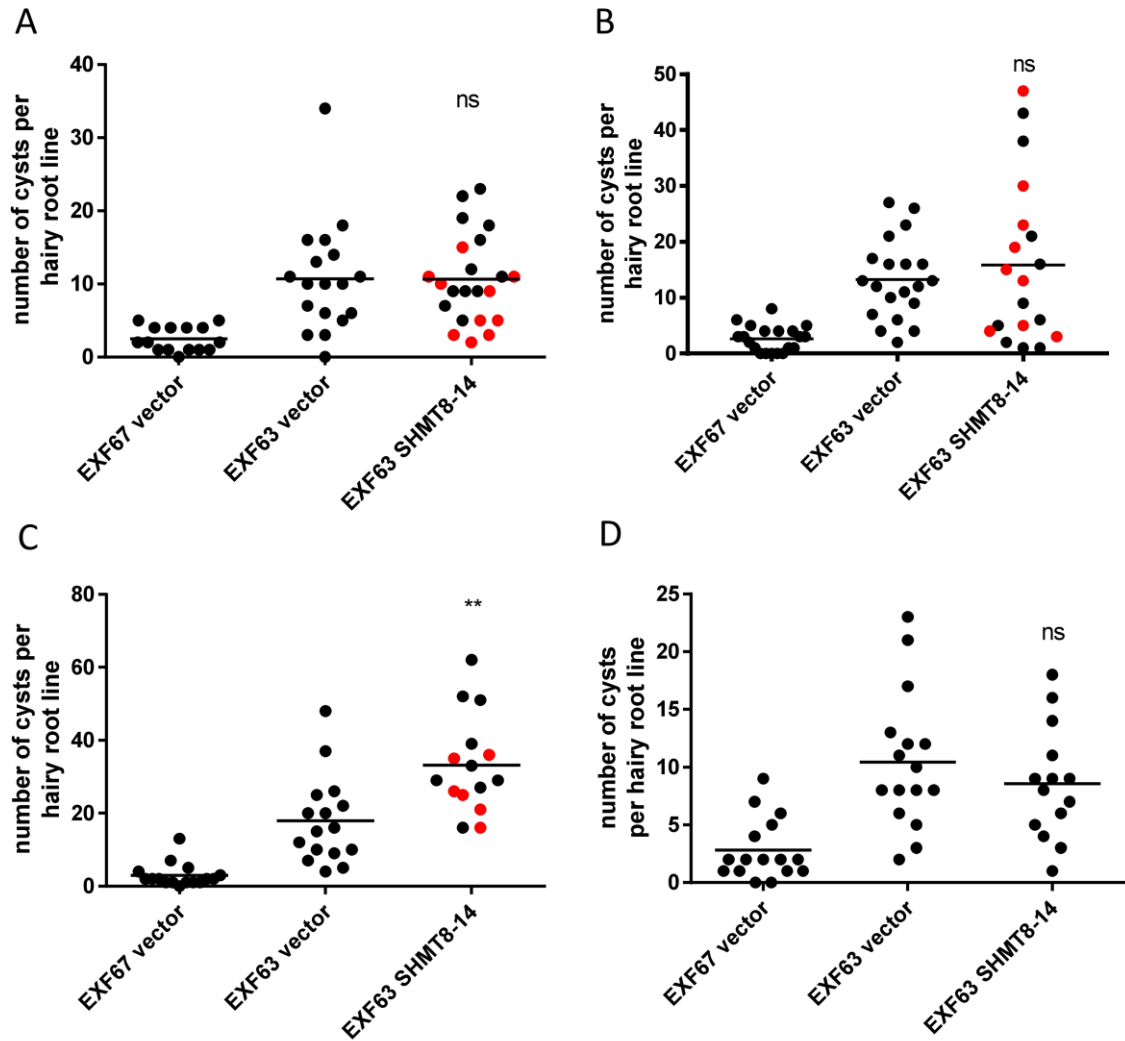 A
number of cysts per
hairy root line
40
30
20
10
0
ns
EXF67 vector
EXF63 vector
EXF63 SHMT8-14
B
number of cysts per
hairy root line
50
40
30
20
10
0
ns
EXF67 vector
EXF63 vector
EXF63 SHMT8-14
C
number of cysts per
hairy root line
80
60
40
20
0
**
EXF67 vector
EXF63 vector
EXF63 SHMT8-14
D
number of cysts
per hairy root line
25
20
15
10
5
0
ns
EXF67 vector
EXF63 vector
EXF63 SHMT8-14